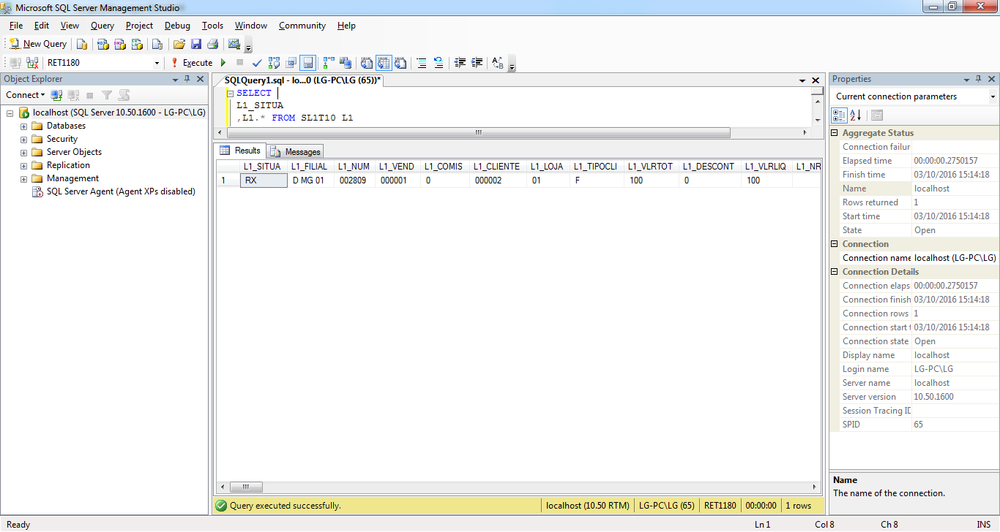 Microsoft SQL Server Management Studio
File Edit View Query Project Debug Tools Window Community Help
New Query
RET1180 Execute
Object Explorer
Connect
localhost (SQL Server 10.50.1600 - LG-PC\LG)
Databases
Security
Server Objects
Replication
Management
SQL Server Agent (Agent XPs disabled)
SQLQuery1.sql - lo...0 (LG-PC\LG (65))*
SELECT
L1_SITUA
,L1.* FROM SL1T10 L1
Results Messages
L1_SITUA L1_FILIAL L1_NUM L1_VEND L1_COMIS L1_CLIENTE L1_LOJA L1_TIPOCLI L1_VLRTOT L1_DESCONT L1_VLRLIQ L1_NR
1 RX D MG 01 002809 000001 0 000002 01 F 100 0 100
Query executed successfully. localhost (10.50 RTM) LG-PC\LG (65) RET1180 00:00:00 1 rows
Properties
Current connection parameters
Aggregate Status
Connection failur
Elapsed time 00:00:00.2750157
Finish time 03/10/2016 15:14:18
Name localhost
Rows returned 1
Start time 03/10/2016 15:14:18
State Open
Connection
Connection name localhost (LG-PC\LG)
Connection Details
Connection elaps 00:00:00.2750157
Connection finish 03/10/2016 15:14:18
Connection rows 1
Connection start t 03/10/2016 15:14:18
Connection state Open
Display name localhost
Login name LG-PC\LG
Server name localhost
Server version 10.50.1600
Session Tracing ID
SPID 65
Name
The name of the connection.
Ready Ln 1 Col 8 Ch 8 INS